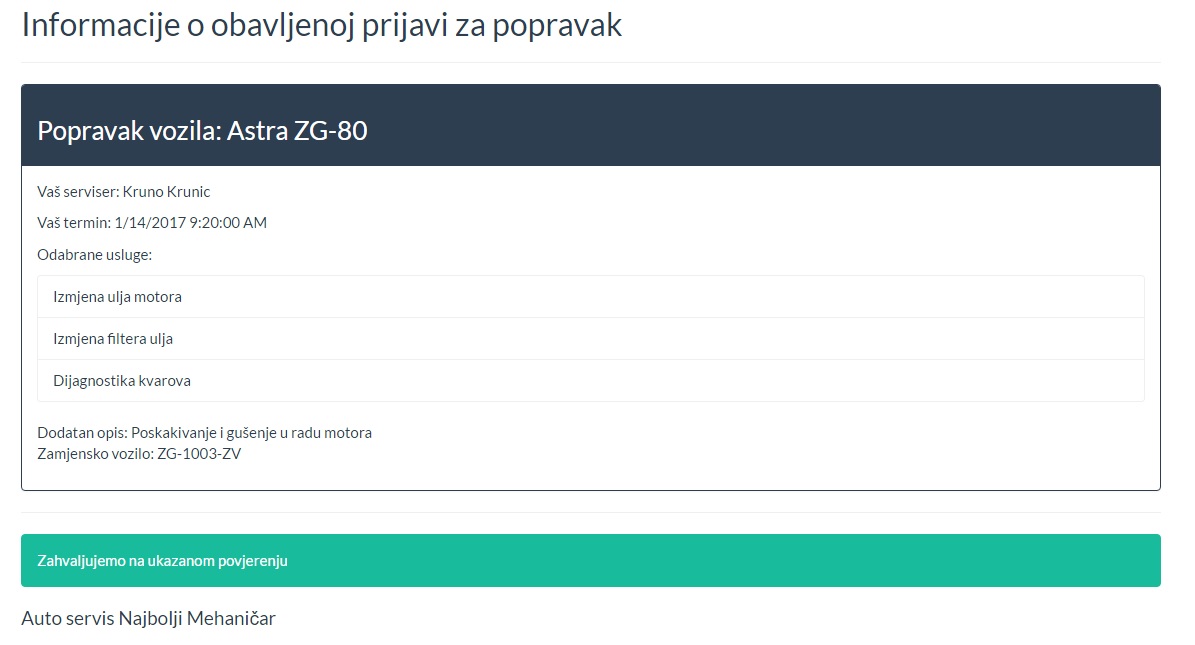 Informacije o obavljenoj prijavi za popravak
Popravak vozila: Astra ZG-80
Vaš serviser: Kruno Krunic
Vaš termin: 1/14/2017 9:20:00 AM
Odabrane usluge:
Izmjena ulja motora
Izmjena filtera ulja
Dijagnostika kvarova
Dodatan opis: Poskakivanje i gušenje u radu motora
Zamjensko vozilo: ZG-1003-ZV
Zahvaljujemo na ukazanom povjerenju
Auto servis Najbolji Mehaničar